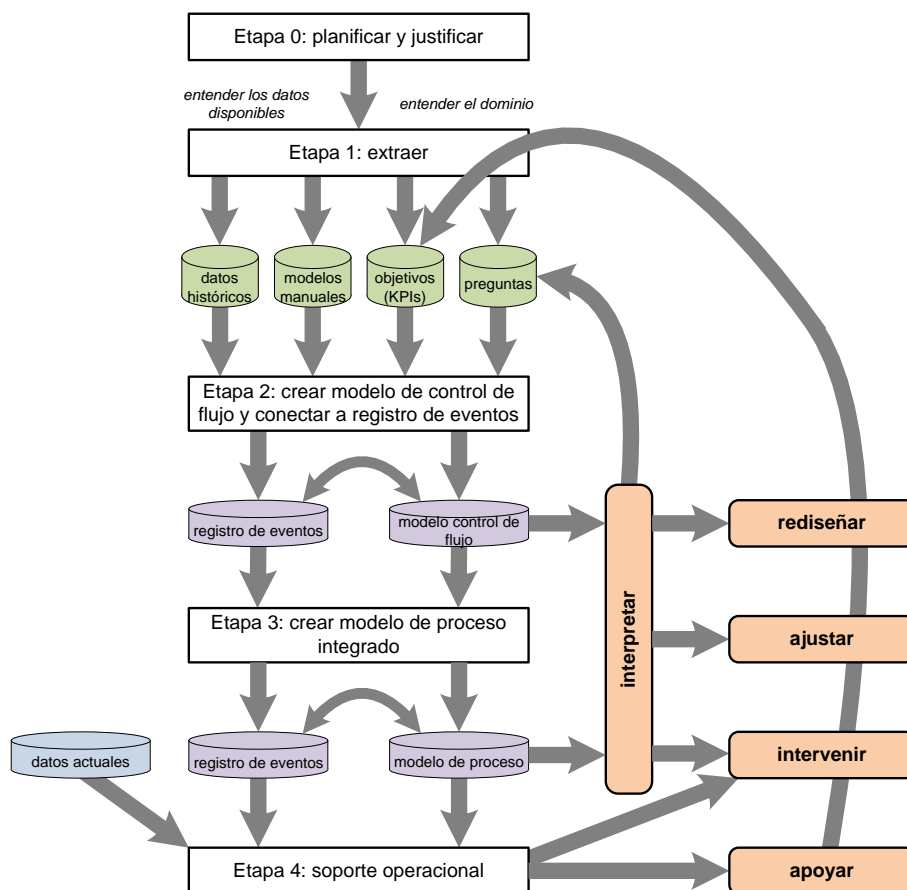 Etapa 0: planificar y justificar
entender los datos
disponibles
entender el dominio
Etapa 1: extraer
datos
históricos
modelos
manuales
objetivos
(KPIs)
preguntas
Etapa 2: crear modelo de control de
flujo y conectar a registro de eventos
registro de eventos
modelo control de
flujo
interpretar
rediseñar
Etapa 3: crear modelo de proceso
integrado
ajustar
datos actuales
registro de eventos
modelo de proceso
intervenir
Etapa 4: soporte operacional
apoyar